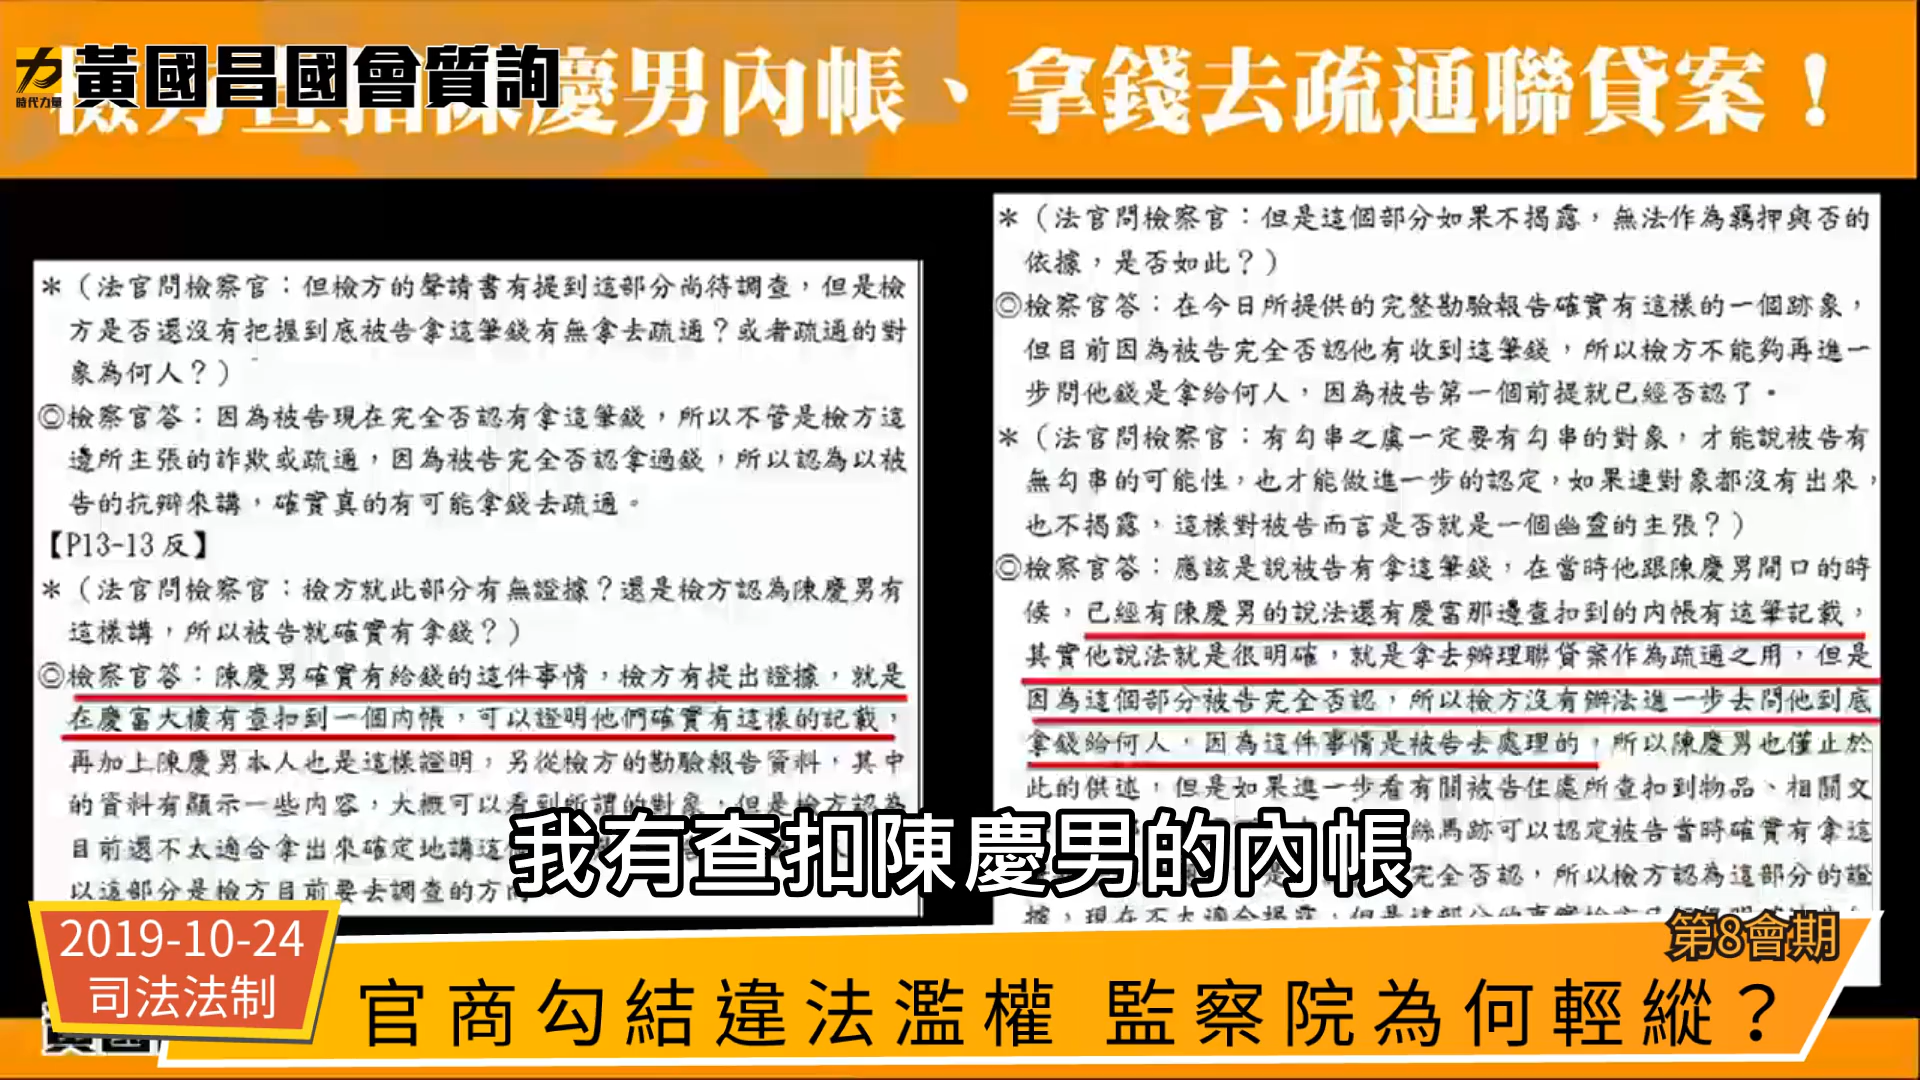 黃國昌國會質詢
時代力量
陳慶男內帳、拿錢去疏通聯貸案！
＊（法官問檢察官：但檢方的聲請書有提到這部分尚待調查，但是檢
方是否還沒有把握到底被告拿這筆錢有無拿去疏通？或者疏通的對
象為何人？）
◎檢察官答：因為被告現在完全否認有拿這筆錢，所以不管是檢方這
邊所主張的詐欺或疏通，因為被告完全否認拿過錢，所以認為以被
告的抗辯來講，確實真的有可能拿錢去疏通。
【P13-13反】
＊（法官問檢察官：檢方就此部分有無證據？還是檢方認為陳慶男有
這樣講，所以被告就確實有拿錢？）
◎檢察官答：陳慶男確實有給錢的這件事情，檢方有提出證據，就是
在慶富大樓有查扣到一個內帳，可以證明他們確實有這樣的記載，
再加上陳慶男本人也是這樣證明，另從檢方的勘驗報告資料，其中
的資料有顯示一些內容，大概可以看到所謂的對象，但是檢方認為
目前還不太適合拿出來確定地講這
以這部分是檢方目前要去調查的方向
＊（法官問檢察官：但是這個部分如果不揭露，無法作為羈押與否的
依據，是否如此？）
◎檢察官答：在今日所提供的完整勘驗報告確實有這樣的一個跡象，
但目前因為被告完全否認他有收到這筆錢，所以檢方不能夠再進一
步問他錢是拿給何人，因為被告第一個前提就已經否認了。
＊（法官問檢察官：有勾串之虞一定要有勾串的對象，才能說被告有
無勾串的可能性，也才能做進一步的認定，如果連對象都沒有出來，
也不揭露，這樣對被告而言是否就是一個幽靈的主張？）
◎檢察官答：應該是說被告有拿這筆錢，在當時他跟陳慶男開口的時
候，已經有陳慶男的說法還有慶富那邊查扣到的內帳有這筆記載，
其實他說法就是很明確，就是拿去辦理聯貸案作為疏通之用，但是
因為這個部分被告完全否認，所以檢方沒有辦法進一步去問他到底
拿錢給何人，因為這件事情是被告去處理的，所以陳慶男也僅止於
此的供述，但是如果進一步看有關被告住處所查扣到物品、相關文
絲馬跡可以認定被告當時確實有拿這
完全否認，所以檢方認為這部分的證
據，現在不太適合揭露，但是這部分的事實檢方
我有查扣陳慶男的內帳
2019-10-24
司法法制
第8會期
官商勾結違法濫權 監察院為何輕縱？